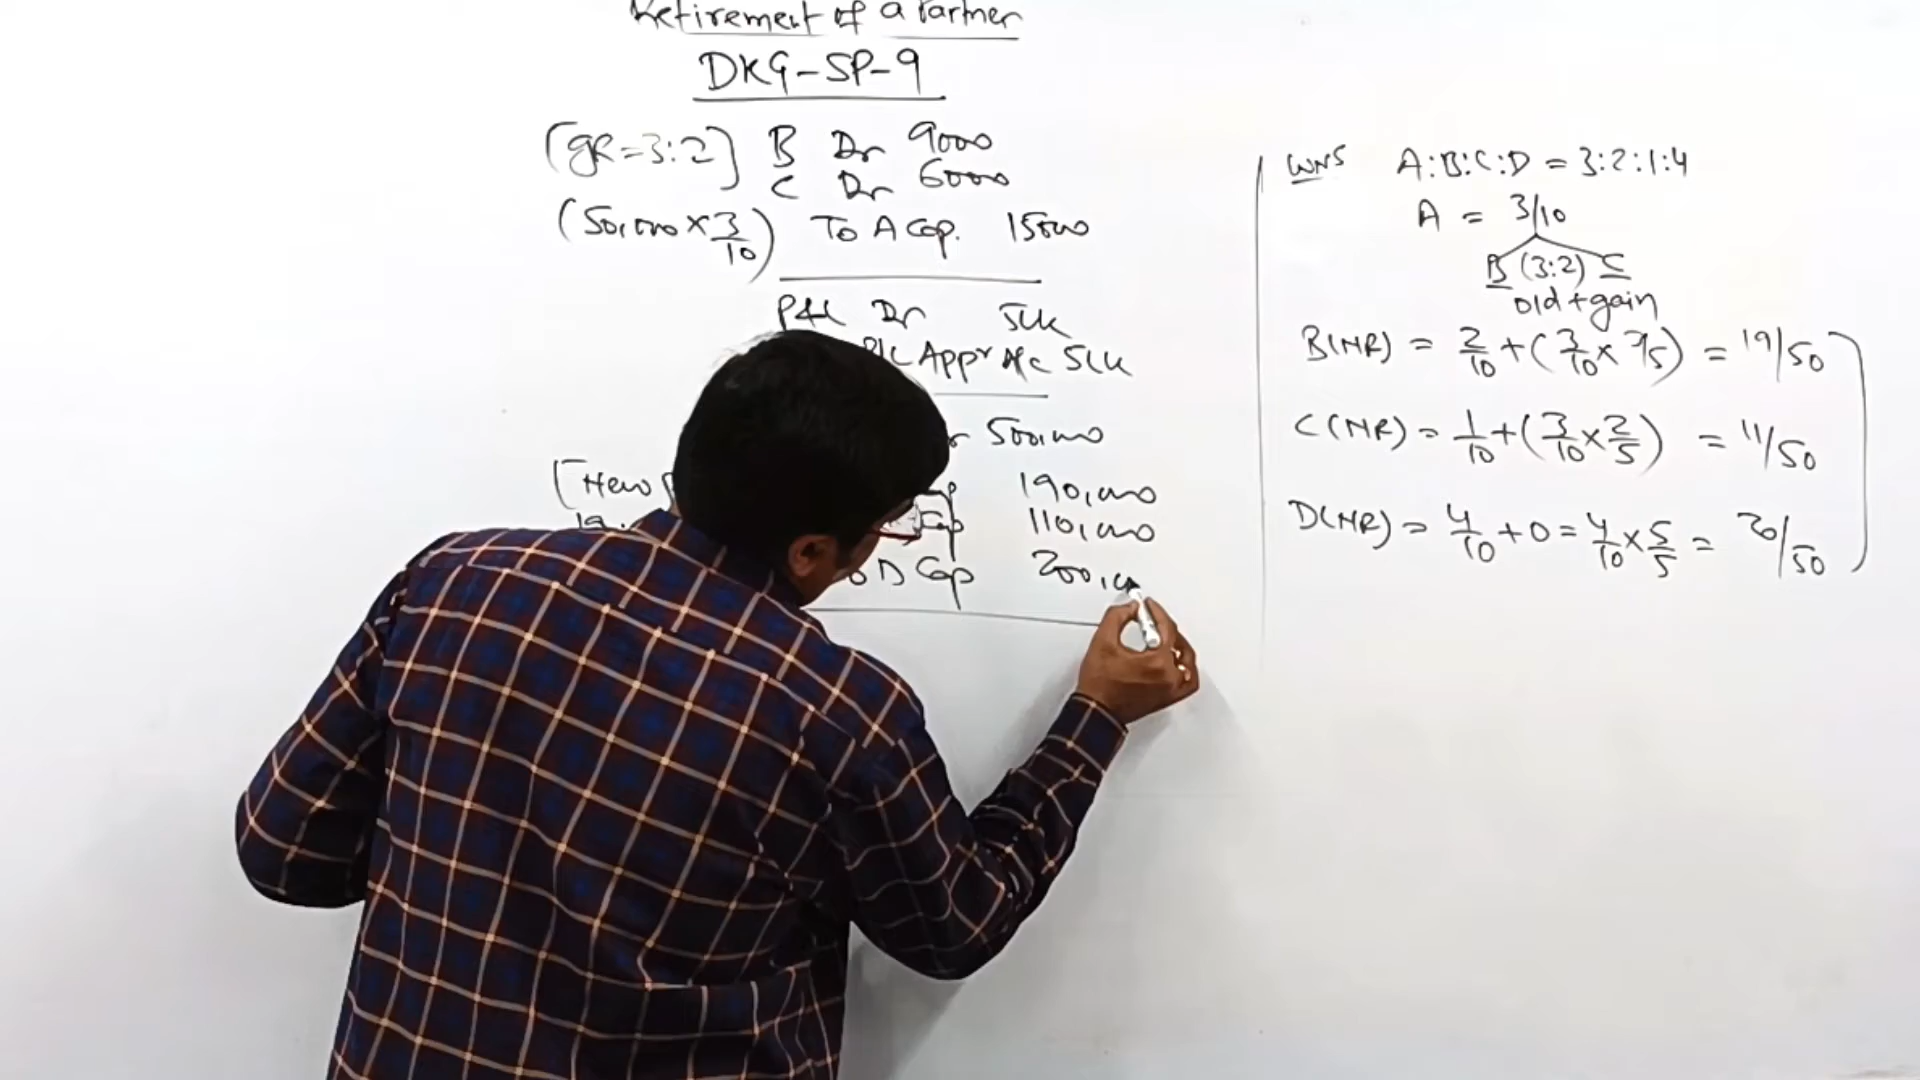 Retirement of a Partner
DKG-SP-9
[gR=3:2] B Dr 9000
C Dr 6000
(50,000×3/10) To A Cap. 15000
P&L Dr 5Lk
P/L Appr A/c 5Lk
500,000
[New
19
190,000
Cap 110,000
D Cap 200,00
WNS A:B:C:D = 3:2:1:4
A = 3/10
B (3:2) C
old + gain
B(NR) = 2/10 + (3/10 × 3/5) = 19/50
C(NR) = 1/10 + (3/10 × 2/5) = 11/50
D(NR) = 4/10 + 0 = 4/10 × 5/5 = 20/50